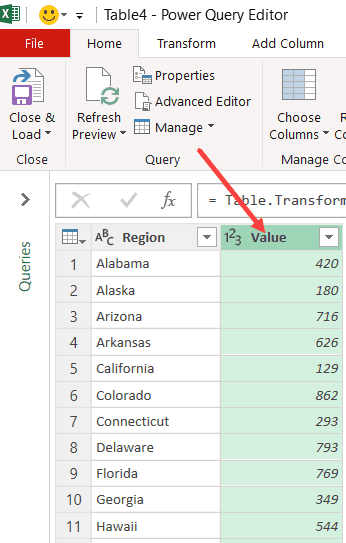 Table4 - Power Query Editor
File Home Transform Add Column
Properties
Advanced Editor
Manage
Close &
Load
Refresh
Preview
Choose
Columns
Close Query Manage Co
= Table.Transform
Queries
ABC Region 123 Value
1 Alabama 420
2 Alaska 180
3 Arizona 716
4 Arkansas 626
5 California 129
6 Colorado 862
7 Connecticut 293
8 Delaware 793
9 Florida 769
10 Georgia 349
11 Hawaii 544